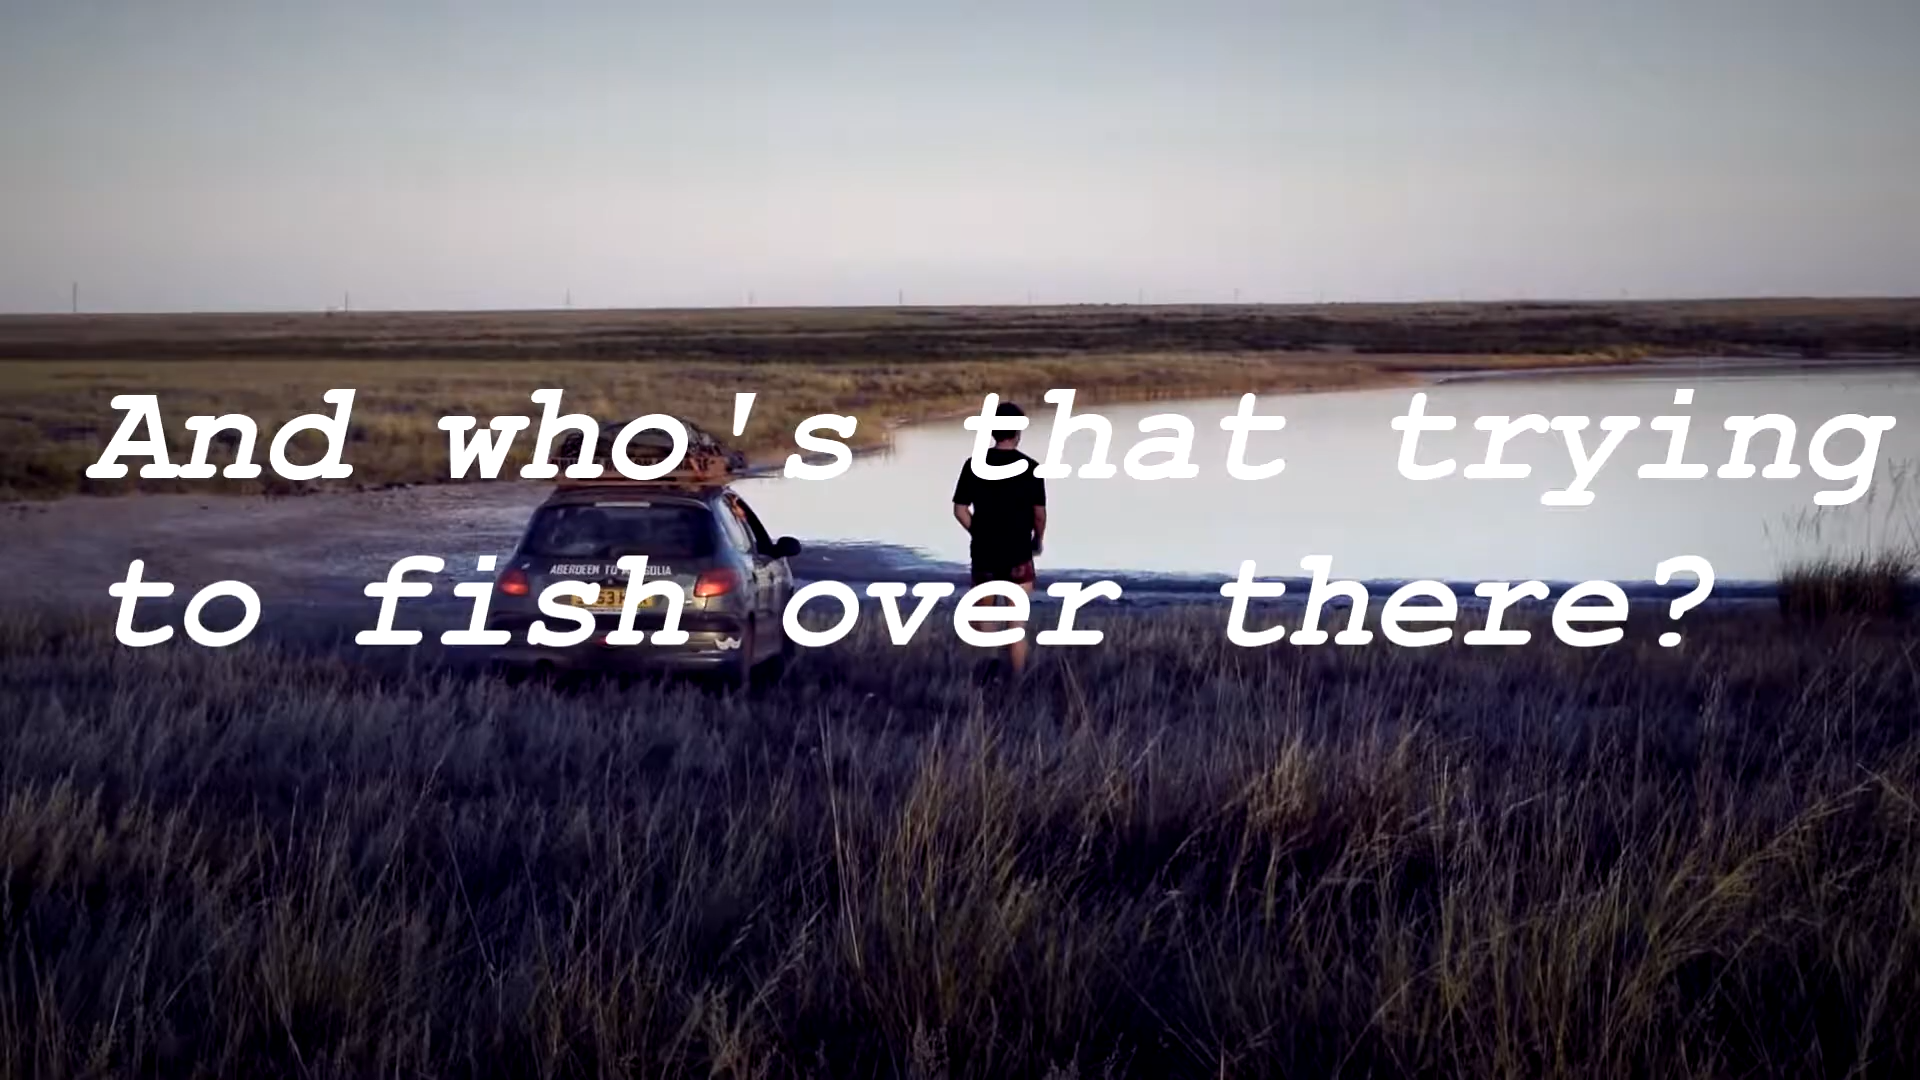 And who's that trying
to fish over there?
ABERDEEN TO